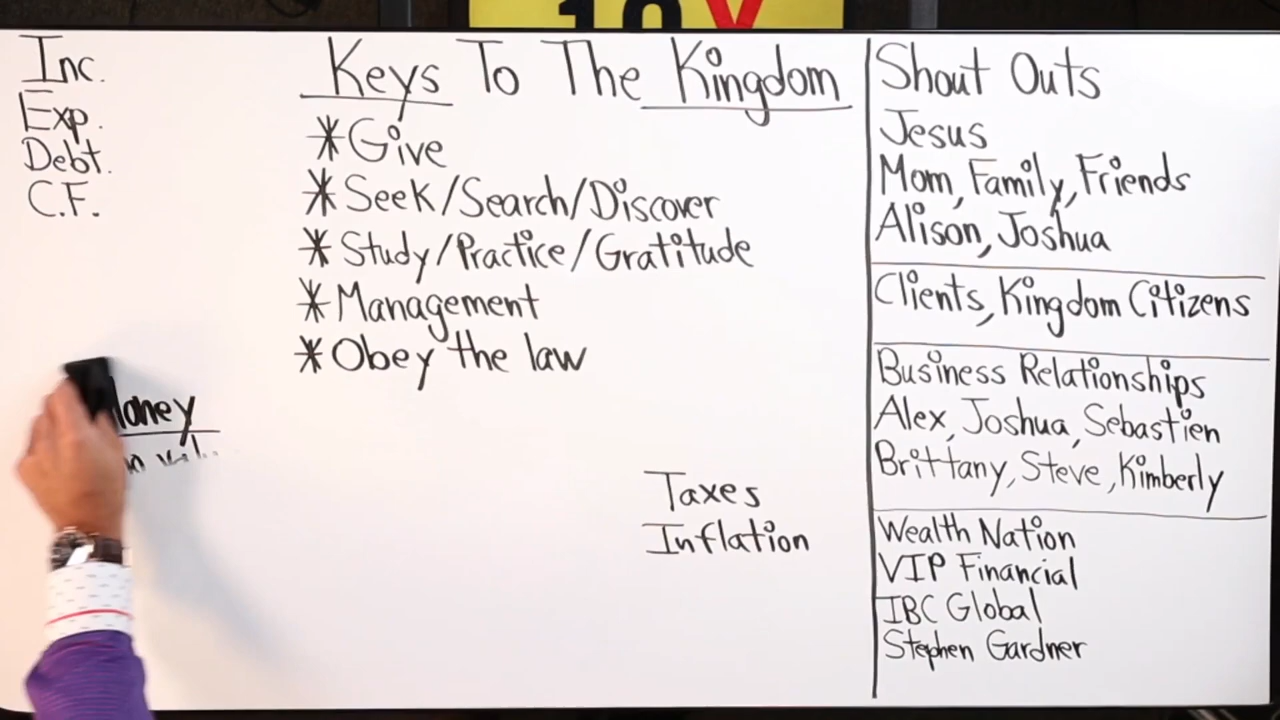 10X
Inc.
Exp.
Debt.
C.F.
Keys To The Kingdom
*Give
*Seek/Search/Discover
*Study/Practice/Gratitude
*Management
*Obey the law
Taxes
Inflation
Shout Outs
Jesus
Mom, Family, Friends
Alison, Joshua
Clients, Kingdom Citizens
Business Relationships
Alex, Joshua, Sebastien
Brittany, Steve, Kimberly
Wealth Nation
VIP Financial
IBC Global
Stephen Gardner